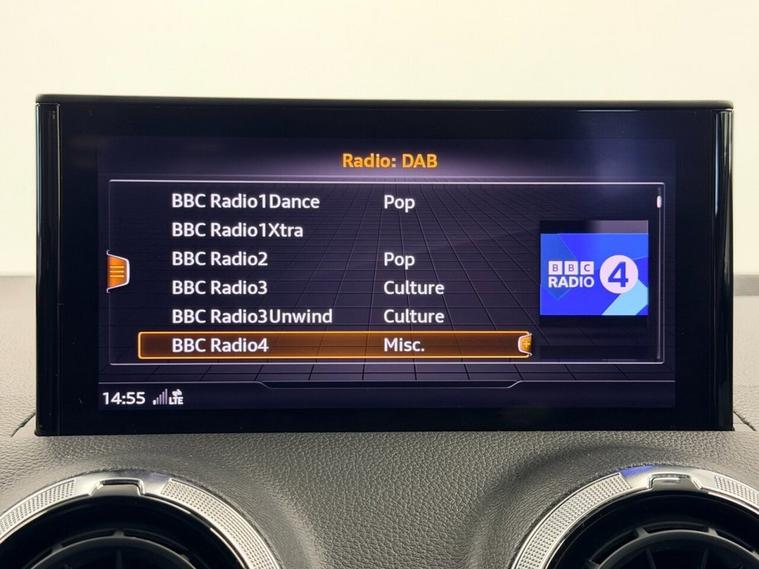 Radio: DAB
BBC Radio1Dance Pop
BBC Radio1Xtra
BBC Radio2 Pop
BBC Radio3 Culture
BBC Radio3Unwind Culture
BBC Radio4 Misc.
BBC
RADIO 4
14:55 LTE